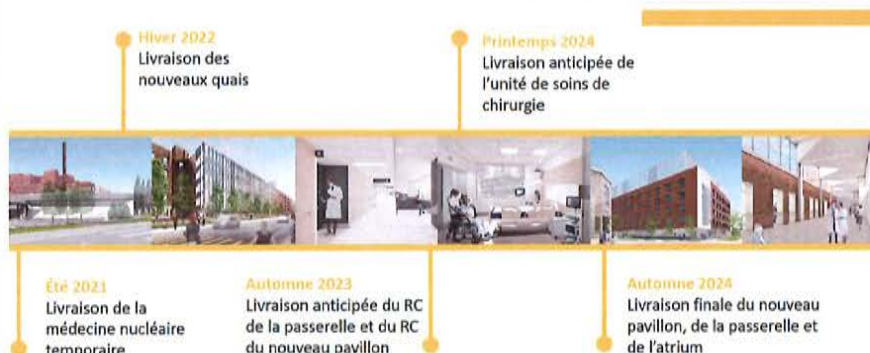 Hiver 2022
Livraison des
nouveaux quais
Printemps 2024
Livraison anticipée de
l'unité de soins de
chirurgie
Été 2021
Livraison de la
médecine nucléaire
temporaire
Automne 2023
Livraison anticipée du RC
de la passerelle et du RC
du nouveau pavillon
Automne 2024
Livraison finale du nouveau
pavillon, de la passerelle et
de l'atrium